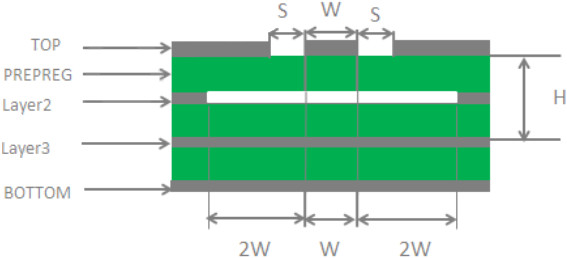 S W S
TOP
PREPREG
Layer2
H
Layer3
BOTTOM
2W W 2W